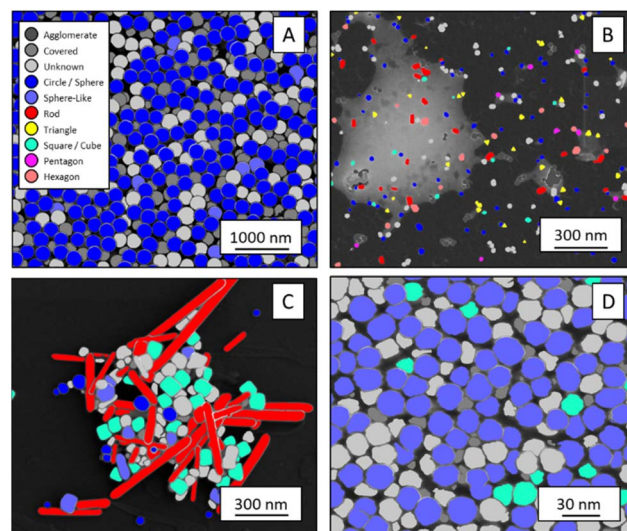 A
Agglomerate
Covered
Unknown
Circle / Sphere
Sphere-Like
Rod
Triangle
Square / Cube
Pentagon
Hexagon
1000 nm
B
300 nm
C
300 nm
D
30 nm